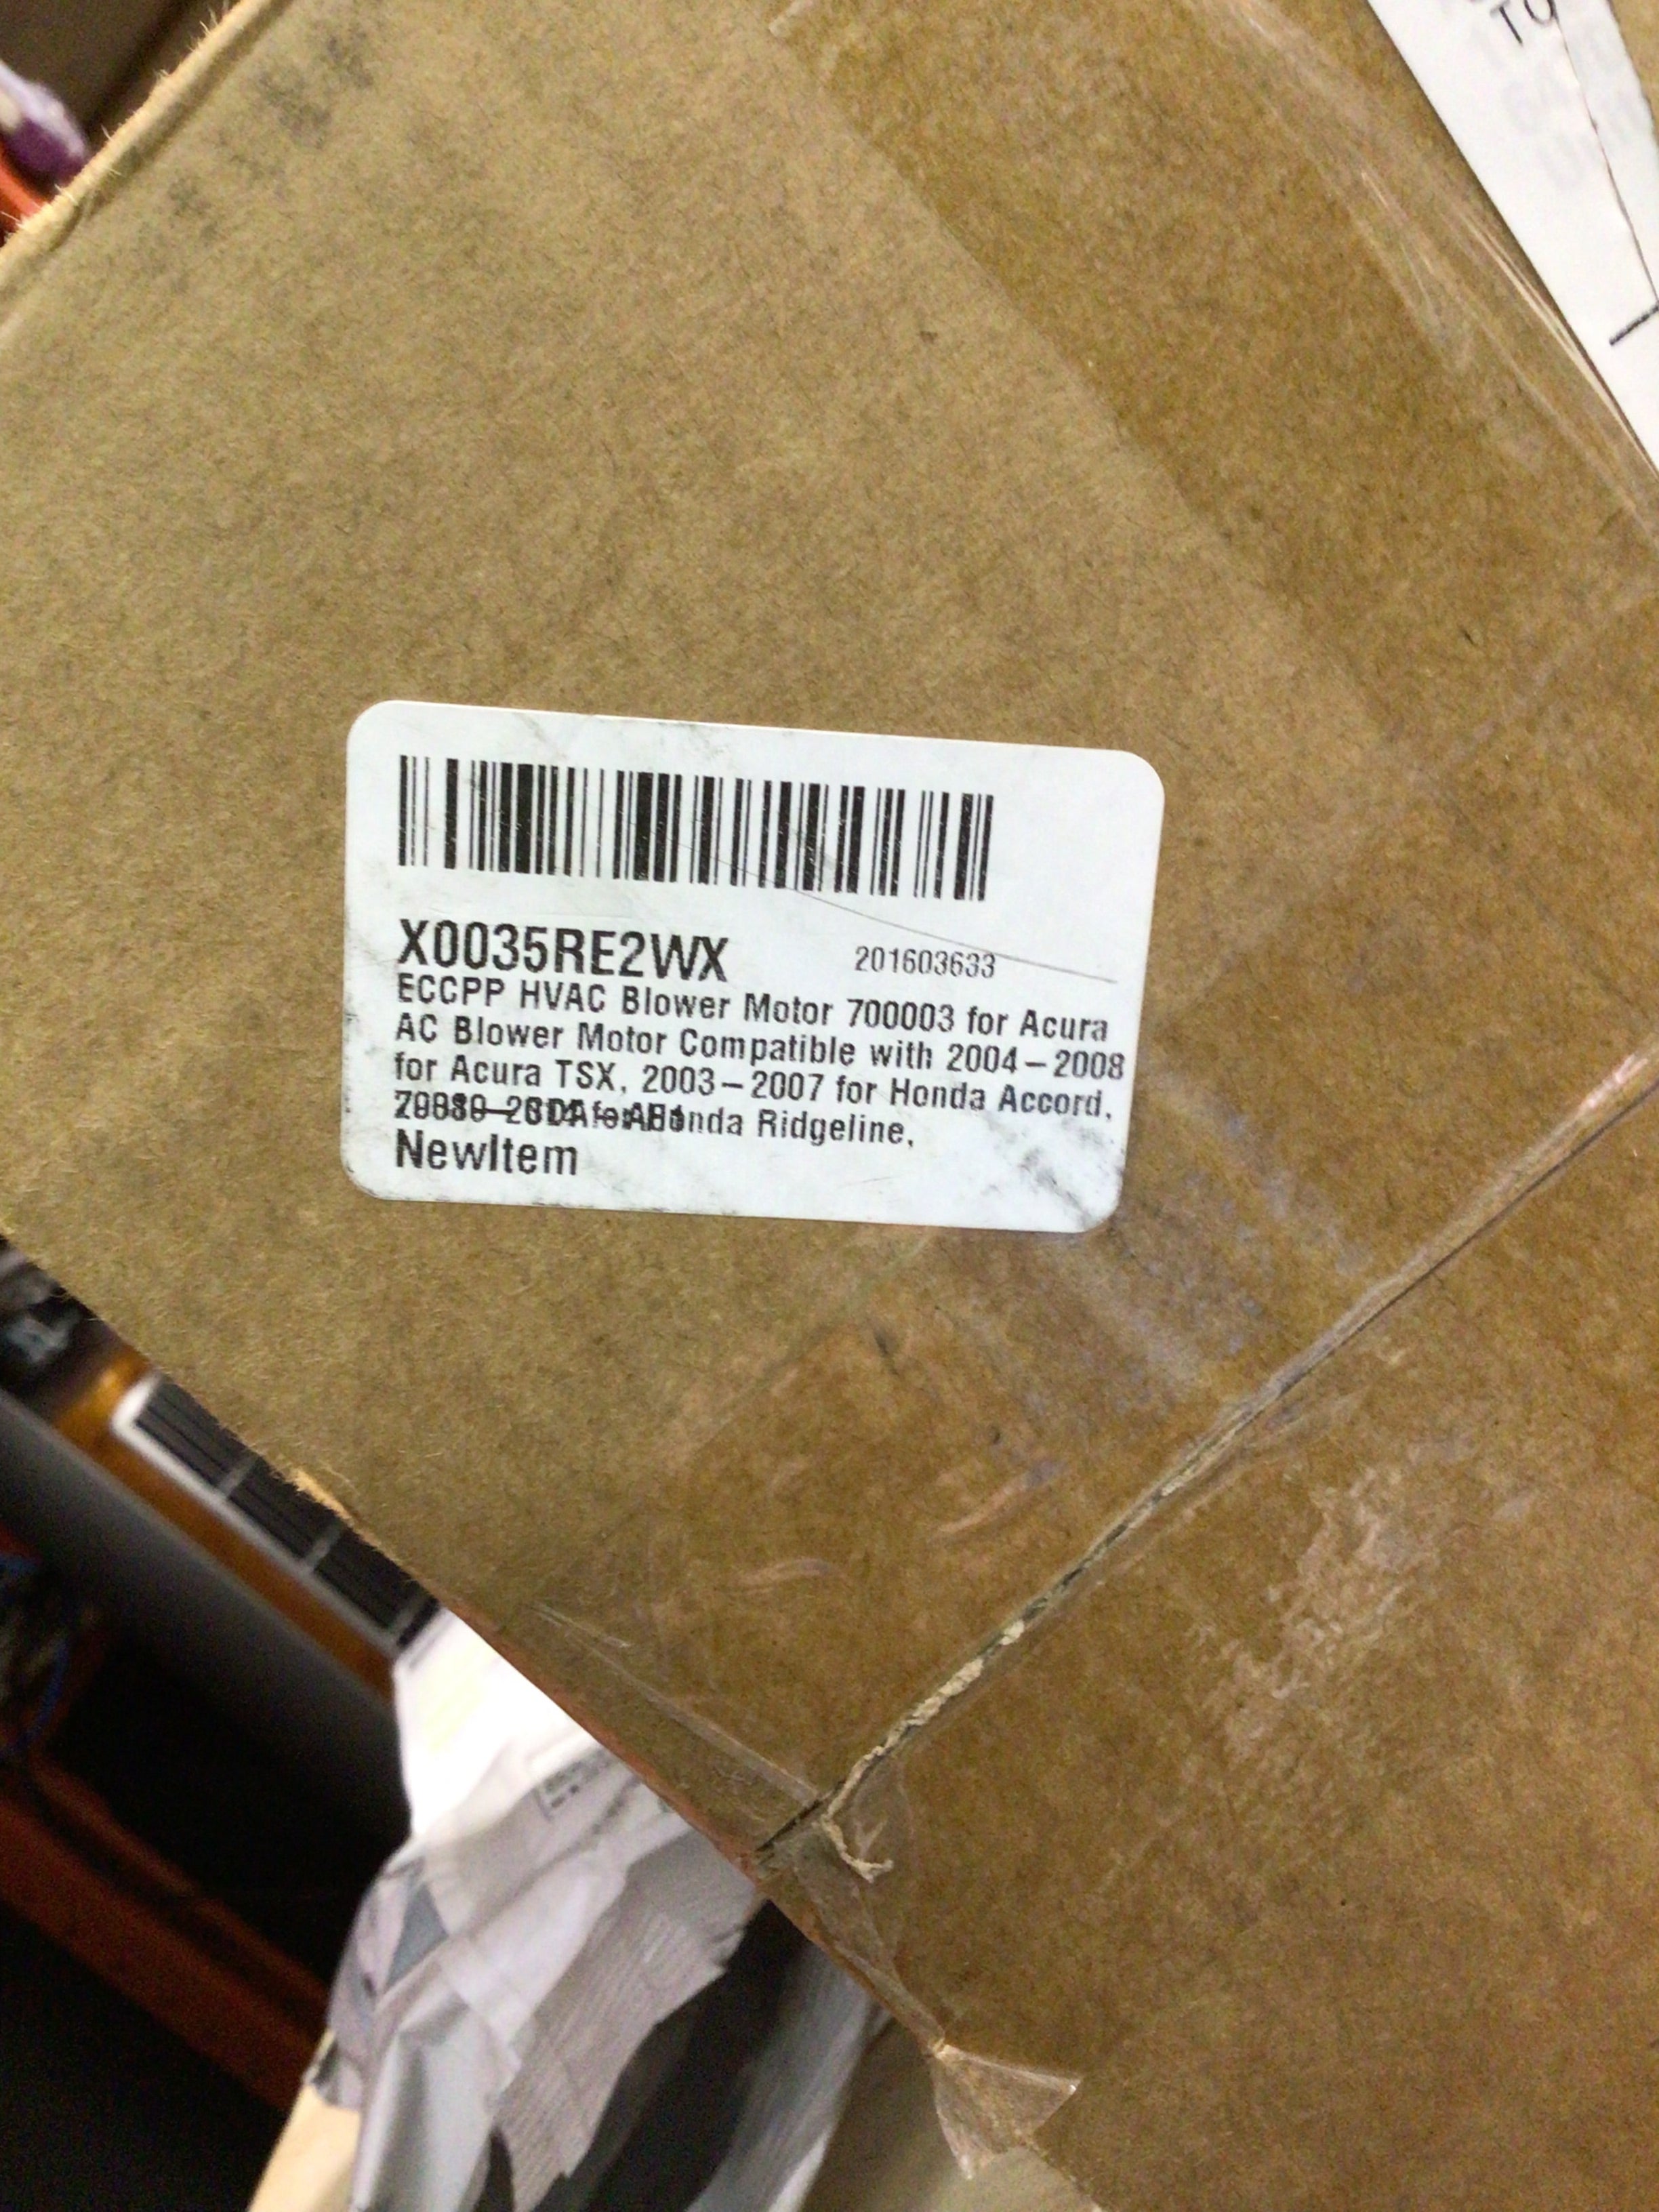 TO
X0035RE2WX 201603633
ECCPP HVAC Blower Motor 700003 for Acura
AC Blower Motor Compatible with 2004–2008
for Acura TSX, 2003–2007 for Honda Accord,
Ridgeline,
NewItem